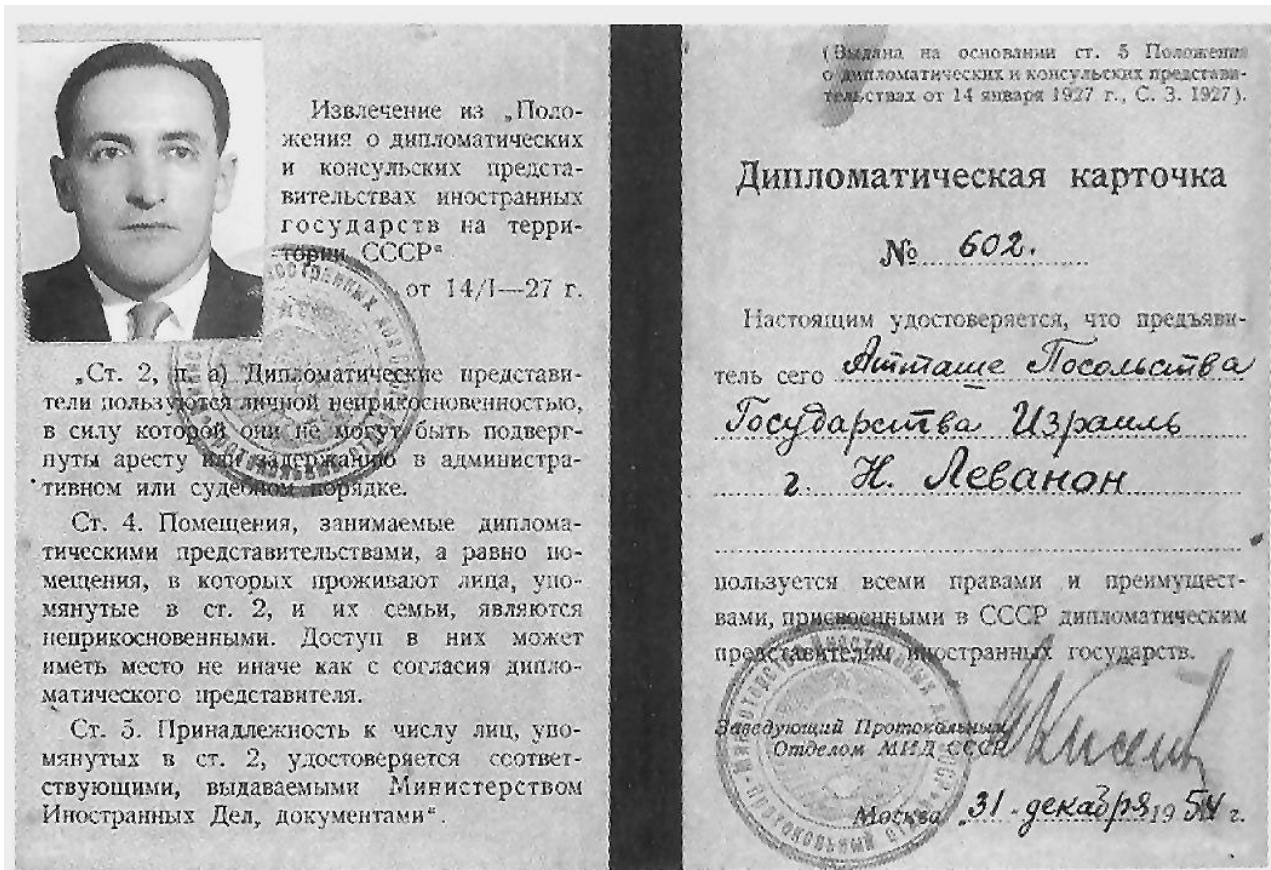 Извлечение из „Поло-
жения о дипломатических
и консульских предста-
вительствах иностранных
государств на терри-
тории СССР“
от 14/I—27 г.
„Ст. 2, п. а) Дипломатические представи-
тели пользуются личной неприкосновенностью,
в силу которой они не могут быть подверг-
нуты аресту или задержанию в администра-
тивном или судебном порядке.
Ст. 4. Помещения, занимаемые диплома-
тическими представительствами, а равно по-
мещения, в которых проживают лица, упо-
мянутые в ст. 2, и их семьи, являются
неприкосновенными. Доступ в них может
иметь место не иначе как с согласия дипло-
матического представителя.
Ст. 5. Принадлежность к числу лиц, упо-
мянутых в ст. 2, удостоверяется соответ-
ствующими, выдаваемыми Министерством
Иностранных Дел, документами“.
(Выдана на основании ст. 5 Положения
о дипломатических и консульских представи-
тельствах от 14 января 1927 г., С. З. 1927).
Дипломатическая карточка
№ 602.
Настоящим удостоверяется, что предъяви-
тель сего Атташе Посольства
Государства Израиль
г. Н. Леванон
пользуется всеми правами и преимущест-
вами, присвоенными в СССР дипломатическим
представителям иностранных государств.
Заведующий Протокольным
Отделом МИД СССР
Москва „31 - декабря 1954 г.